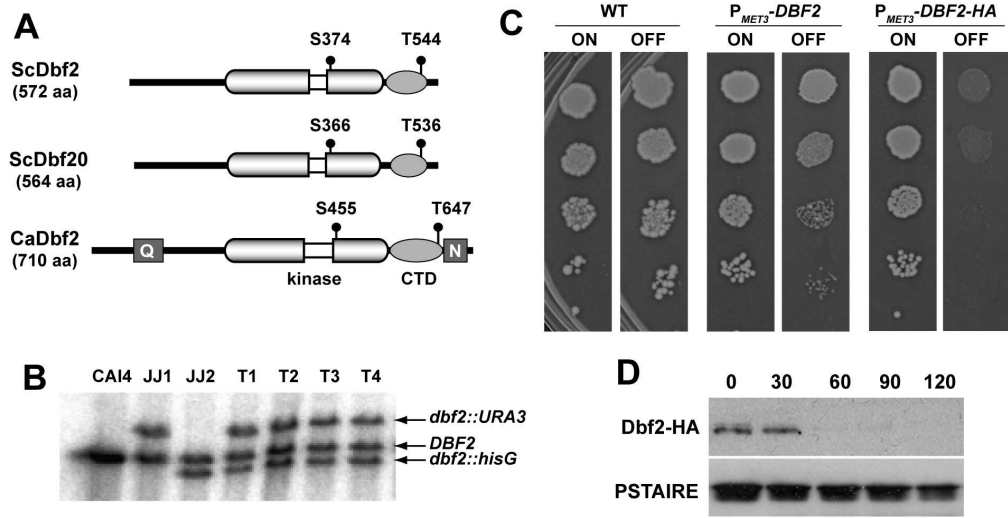 A
S374 T544
ScDbf2
(572 aa)
S366 T536
ScDbf20
(564 aa)
S455 T647
CaDbf2
(710 aa)
Q N
kinase CTD
B
CAI4 JJ1 JJ2 T1 T2 T3 T4
dbf2::URA3
DBF2
dbf2::hisG
C
WT P_MET3-DBF2 P_MET3-DBF2-HA
ON OFF ON OFF ON OFF
D
0 30 60 90 120
Dbf2-HA
PSTAIRE